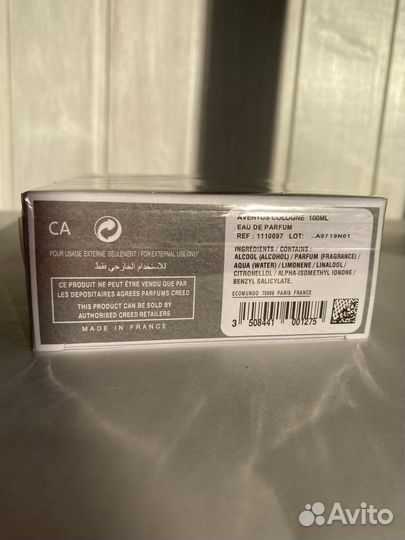 CA
POUR USAGE EXTERNE SEULEMENT / FOR EXTERNAL USE ONLY
للاستخدام الخارجي فقط
CE PRODUIT NE PEUT ÊTRE VENDU QUE PAR
LES DEPOSITAIRES AGREES PARFUMS CREED
THIS PRODUCT CAN BE SOLD BY
AUTHORISED CREED RETAILERS
MADE IN FRANCE
AVENTUS COLOGNE 100ML
EAU DE PARFUM
REF : 1110097 LOT: .A9719N01
INGREDIENTS / CONTAINS :
ALCOOL (ALCOHOL) / PARFUM (FRAGRANCE) /
AQUA (WATER) / LIMONENE / LINALOOL/
CITRONELLOL / ALPHA-ISOMETHYL IONONE /
BENZYL SALICYLATE.
ECOMUNDO 75000 PARIS FRANCE
3 508441 001275
Avito